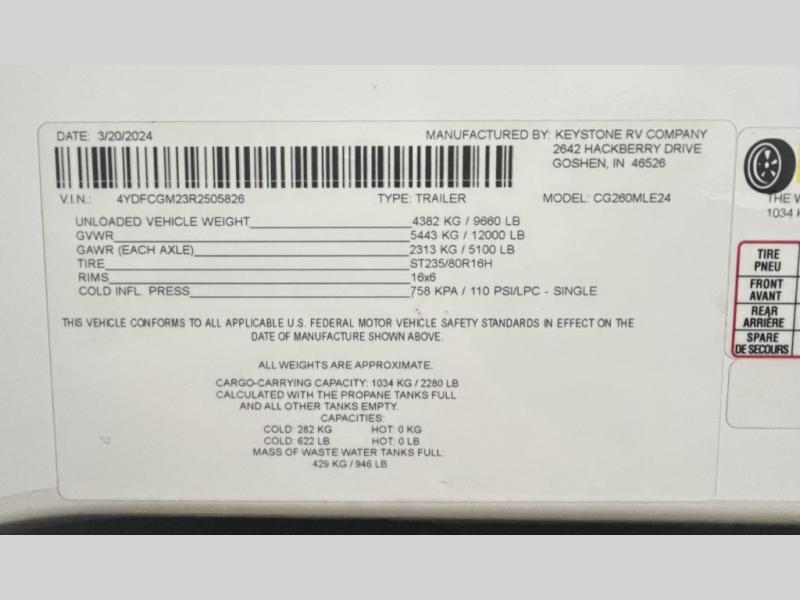 DATE: 3/20/2024
MANUFACTURED BY: KEYSTONE RV COMPANY
2642 HACKBERRY DRIVE
GOSHEN, IN 46526
V.I.N.: 4YDFCGM23R2505826 TYPE: TRAILER MODEL: CG260MLE24
UNLOADED VEHICLE WEIGHT 4382 KG / 9660 LB
GVWR 5443 KG / 12000 LB
GAWR (EACH AXLE) 2313 KG / 5100 LB
TIRE ST235/80R16H
RIMS 16x6
COLD INFL. PRESS 758 KPA / 110 PSI/LPC - SINGLE
THIS VEHICLE CONFORMS TO ALL APPLICABLE U.S. FEDERAL MOTOR VEHICLE SAFETY STANDARDS IN EFFECT ON THE
DATE OF MANUFACTURE SHOWN ABOVE.
ALL WEIGHTS ARE APPROXIMATE.
CARGO-CARRYING CAPACITY: 1034 KG / 2280 LB
CALCULATED WITH THE PROPANE TANKS FULL
AND ALL OTHER TANKS EMPTY.
CAPACITIES:
COLD: 282 KG HOT: 0 KG
COLD: 622 LB HOT: 0 LB
MASS OF WASTE WATER TANKS FULL:
429 KG / 946 LB
THE
1034
TIRE
PNEU
FRONT
AVANT
REAR
ARRIÈRE
SPARE
DE SECOURS